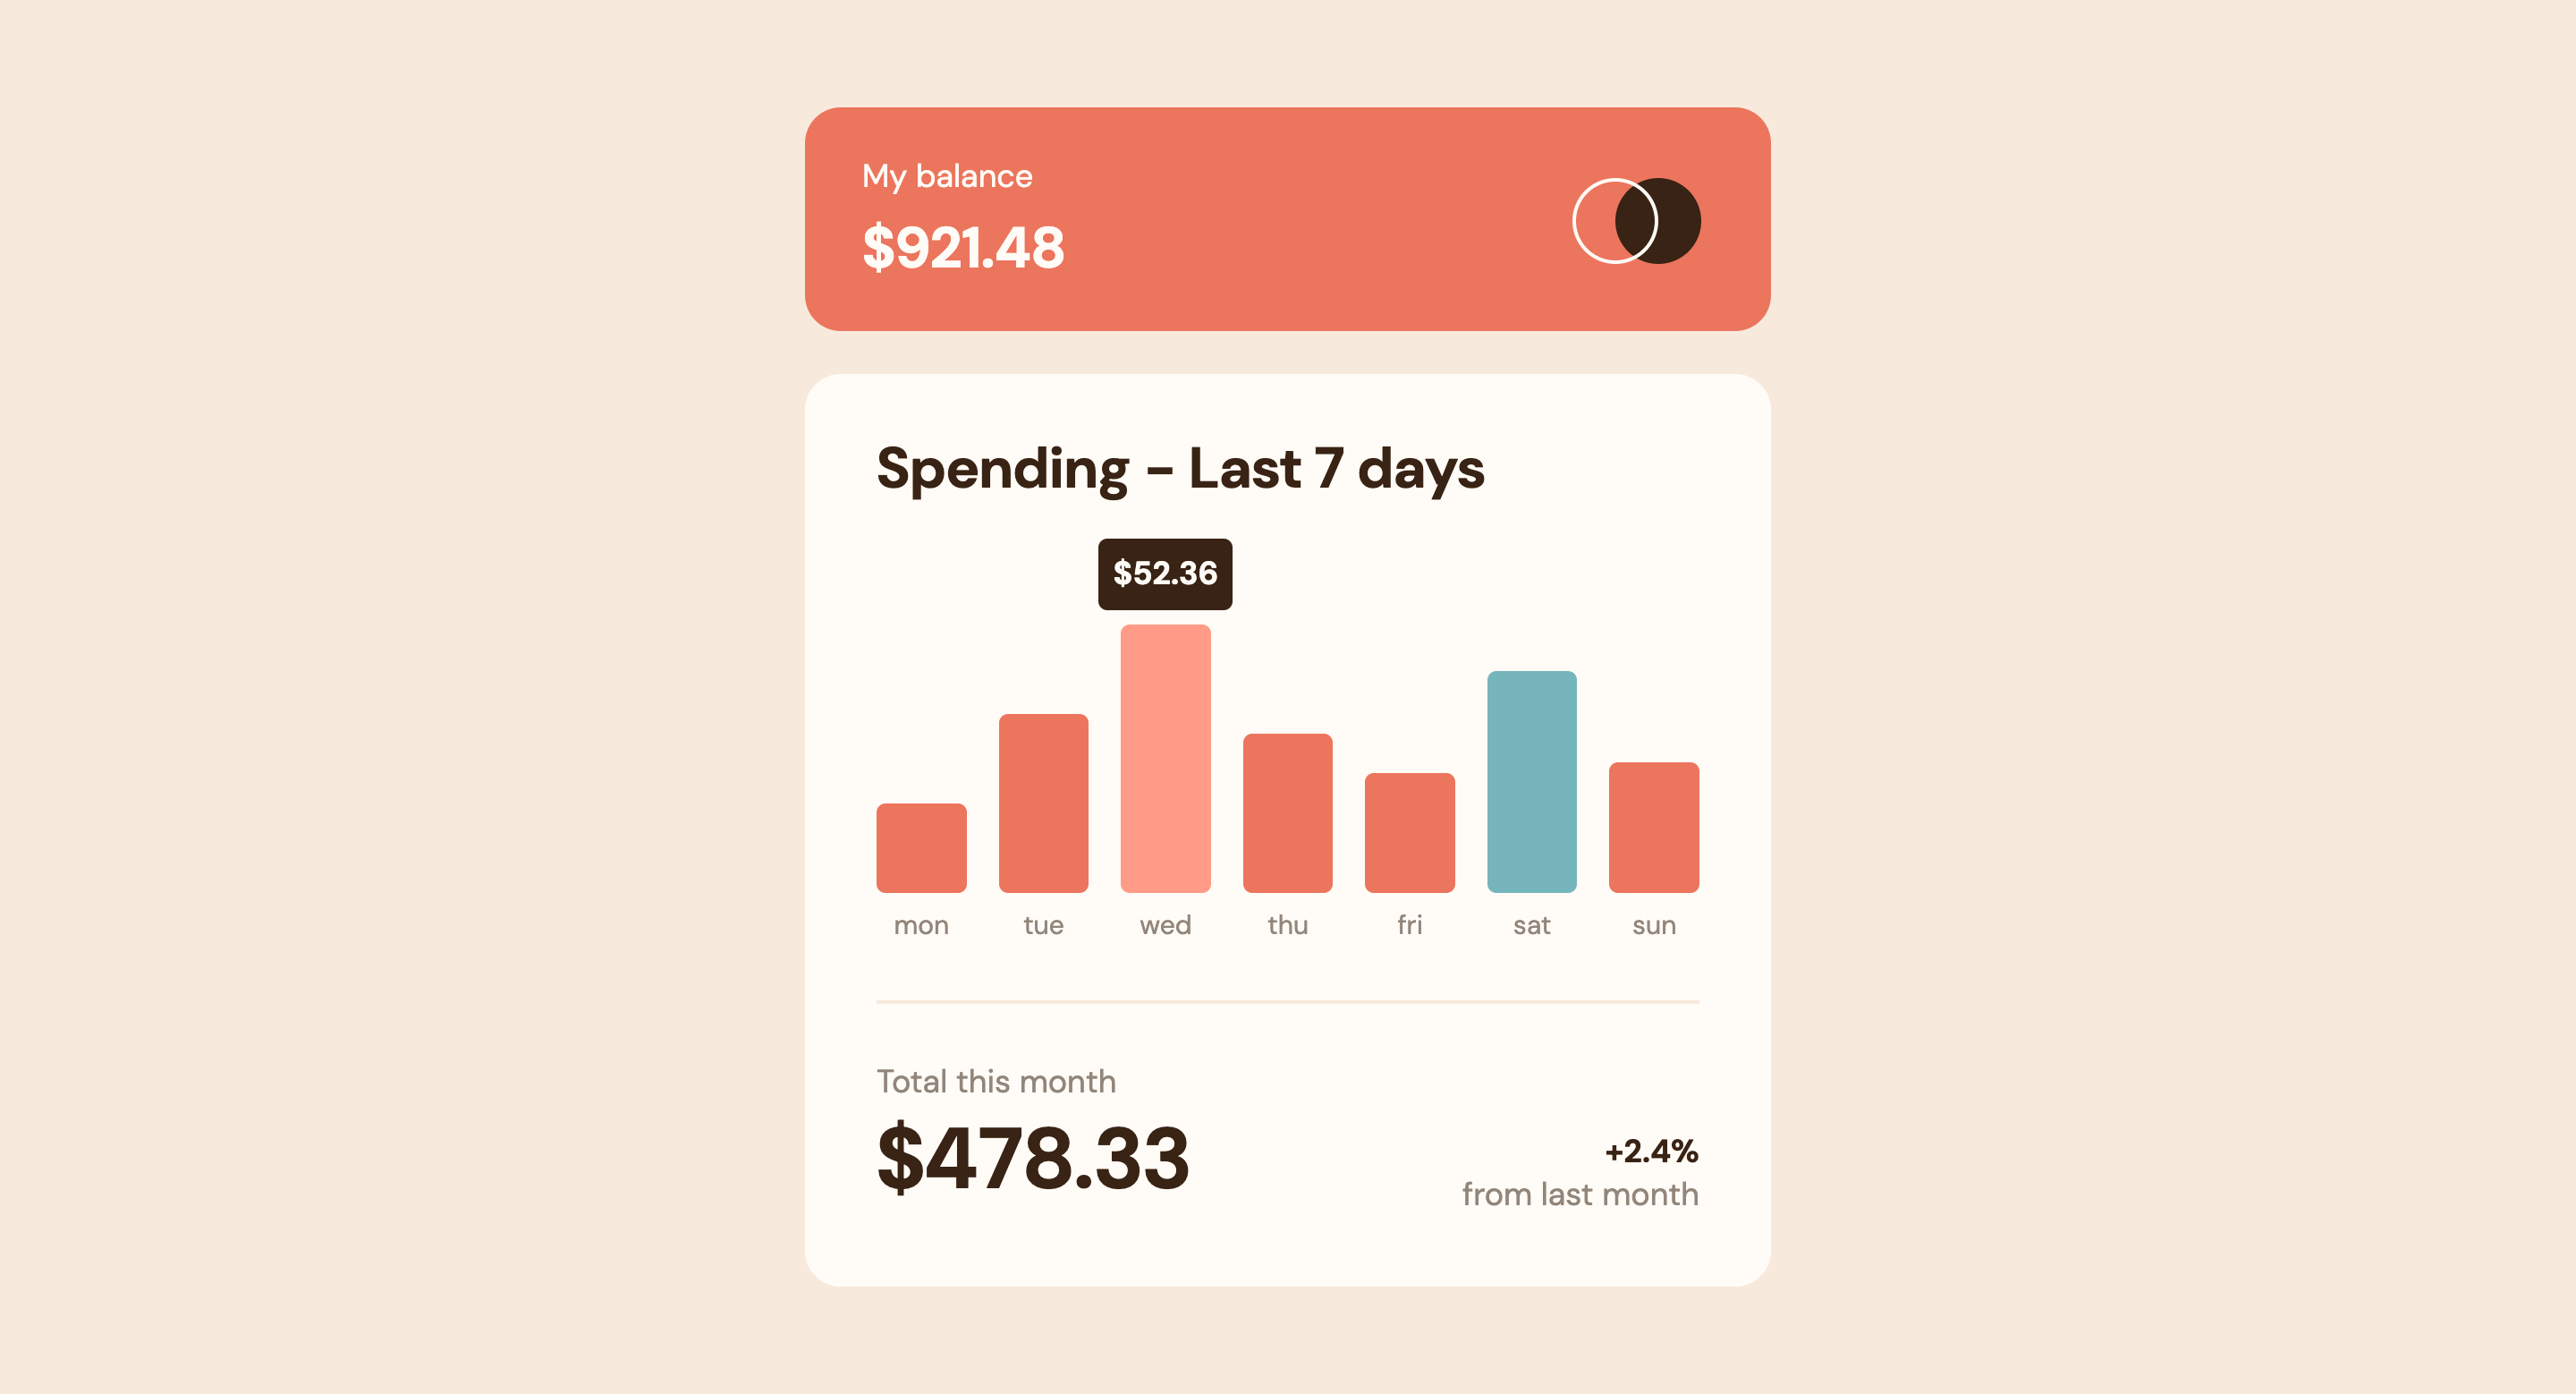 My balance
$921.48
Spending - Last 7 days
$52.36
mon tue wed thu fri sat sun
Total this month
$478.33
+2.4%
from last month